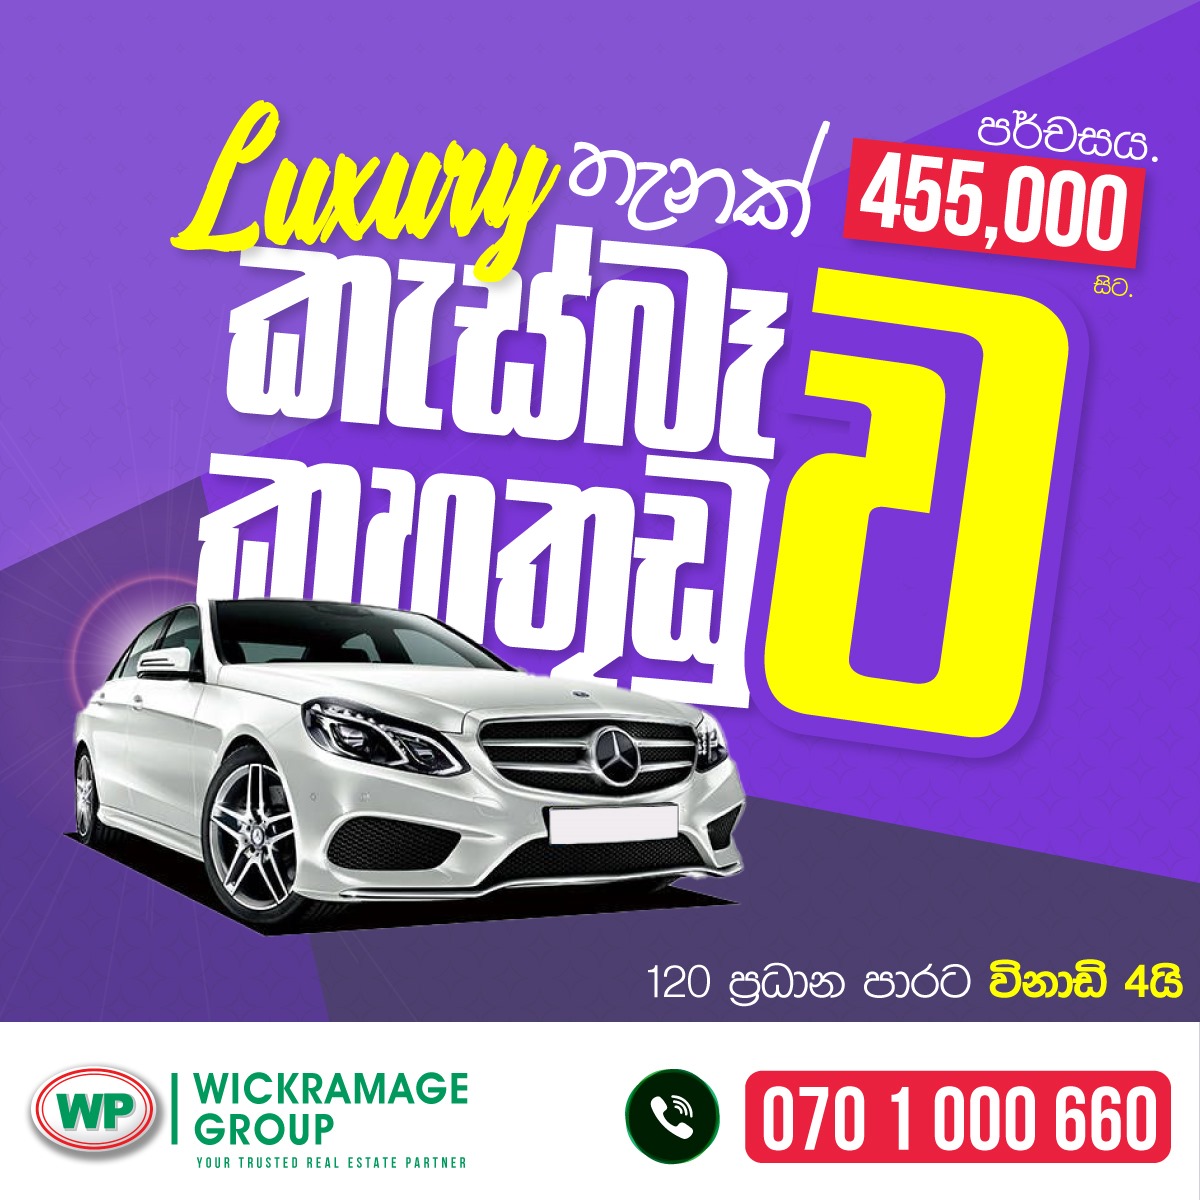 Luxury තැනක්
පර්චසය.
455,000
සිට.
කැස්බෑ
කහතුඩු
ව
120 ප්‍රධාන පාරට විනාඩි 4යි
WP
WICKRAMAGE
GROUP
YOUR TRUSTED REAL ESTATE PARTNER
070 1 000 660